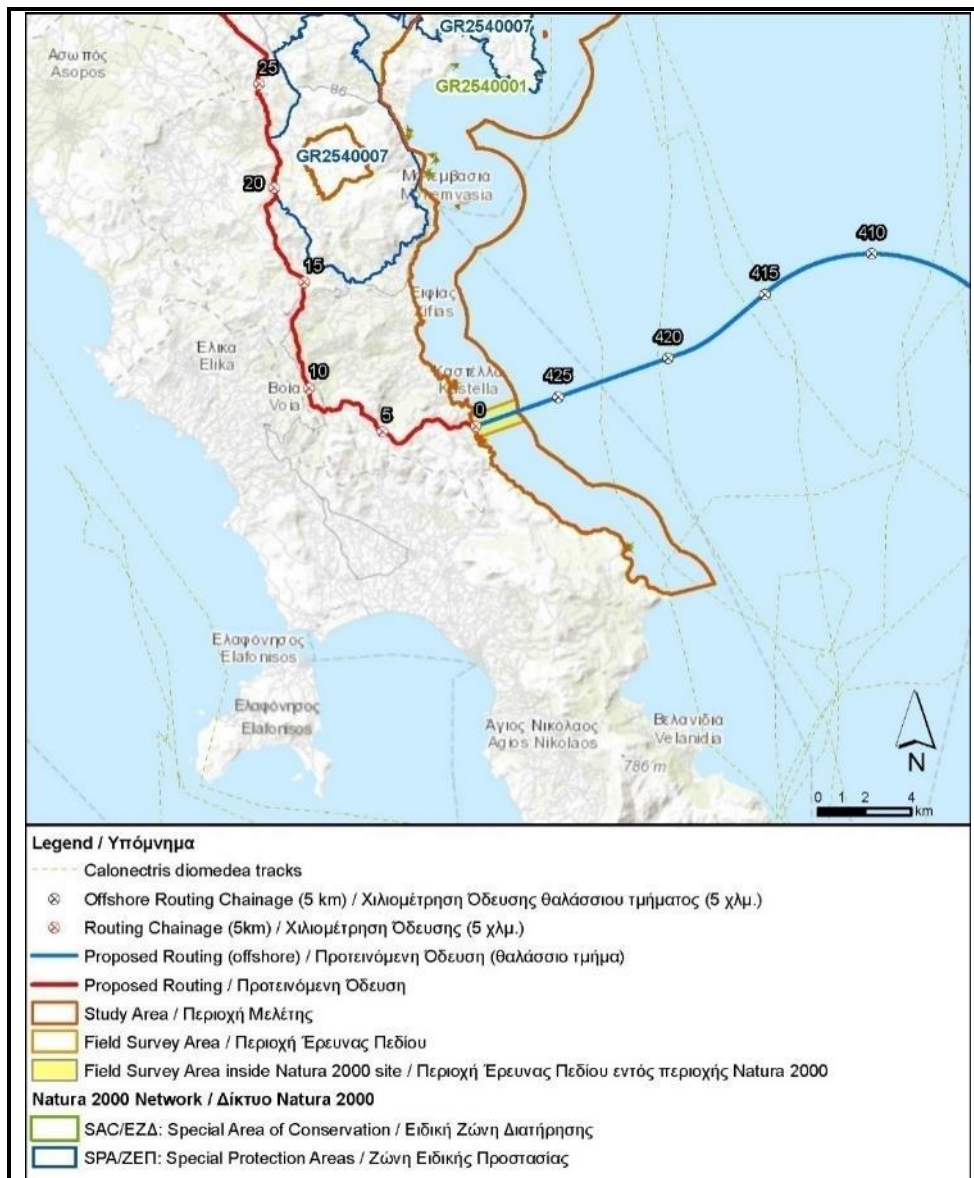 GR2540007
Ασωπός
Asopos
25
86
GR2540001
GR2540007
20
Μονεμβασιά
Monemvasia
410
15
415
Ξιφίας
Xifias
420
Έλικα
Elika
10
Καστέλλα
Kastella
425
Βοια
Voia
5
0
Ελαφόνησος
Elafonisos
Ελαφόνησος
Elafonisos
Άγιος Νικόλαος
Agios Nikolaos
Βελανίδια
Velanidia
786 m
N
0 1 2 4
km
Legend / Υπόμνημα
Calonectris diomedea tracks
Offshore Routing Chainage (5 km) / Χιλιομέτρηση Όδευσης θαλάσσιου τμήματος (5 χλμ.)
Routing Chainage (5km) / Χιλιομέτρηση Όδευσης (5 χλμ.)
Proposed Routing (offshore) / Προτεινόμενη Όδευση (θαλάσσιο τμήμα)
Proposed Routing / Προτεινόμενη Όδευση
Study Area / Περιοχή Μελέτης
Field Survey Area / Περιοχή Έρευνας Πεδίου
Field Survey Area inside Natura 2000 site / Περιοχή Έρευνας Πεδίου εντός περιοχής Natura 2000
Natura 2000 Network / Δίκτυο Natura 2000
SAC/ΕΖΔ: Special Area of Conservation / Ειδική Ζώνη Διατήρησης
SPA/ΖΕΠ: Special Protection Areas / Ζώνη Ειδικής Προστασίας